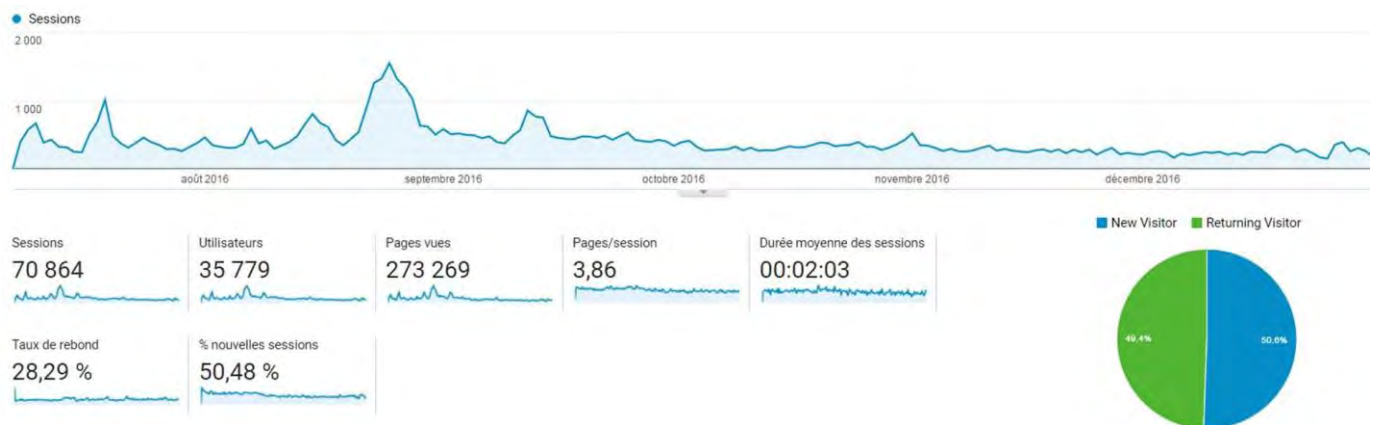 Sessions
2 000
1 000
août 2016
septembre 2016
octobre 2016
novembre 2016
décembre 2016
New Visitor
Returning Visitor
Sessions
Utilisateurs
Pages vues
Pages/session
Durée moyenne des sessions
70 864
35 779
273 269
3,86
00:02:03
49,4%
50,6%
Taux de rebond
% nouvelles sessions
28,29 %
50,48 %